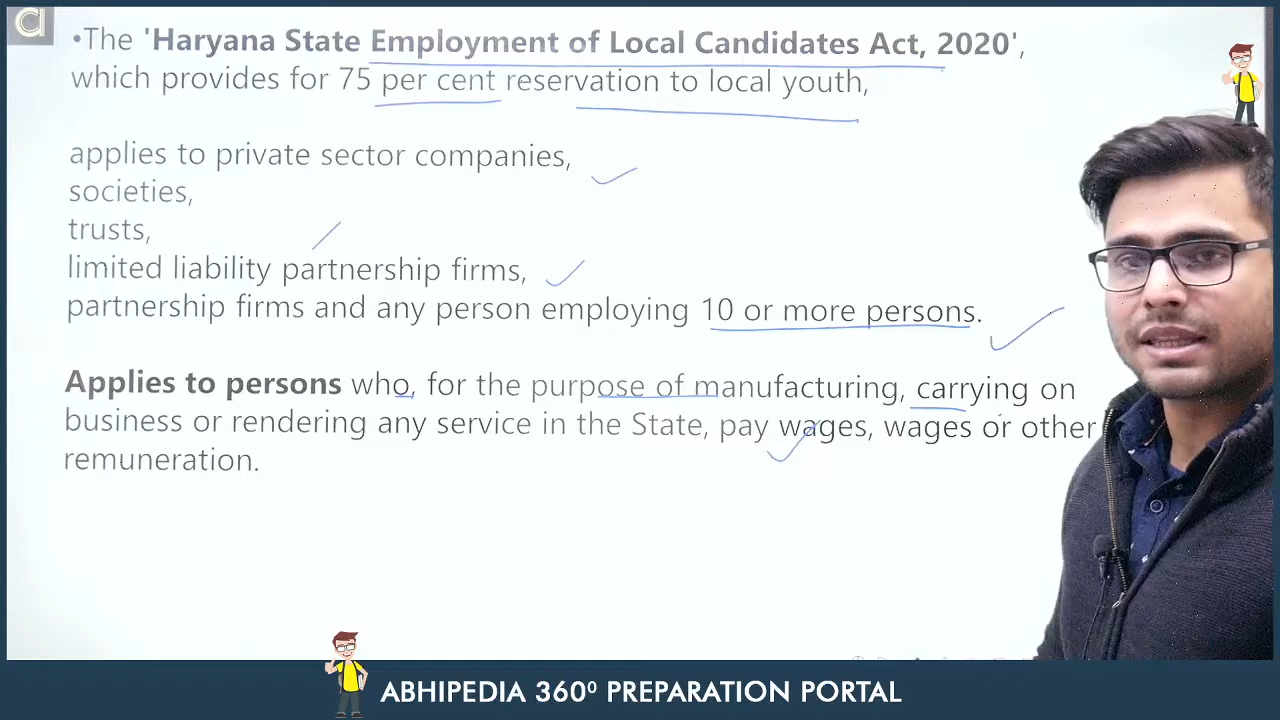 a
•The 'Haryana State Employment of Local Candidates Act, 2020',
which provides for 75 per cent reservation to local youth,
applies to private sector companies,
societies,
trusts,
limited liability partnership firms,
partnership firms and any person employing 10 or more persons.
Applies to persons who, for the purpose of manufacturing, carrying on
business or rendering any service in the State, pay wages, wages or other
remuneration.
ABHIPEDIA 360⁰ PREPARATION PORTAL